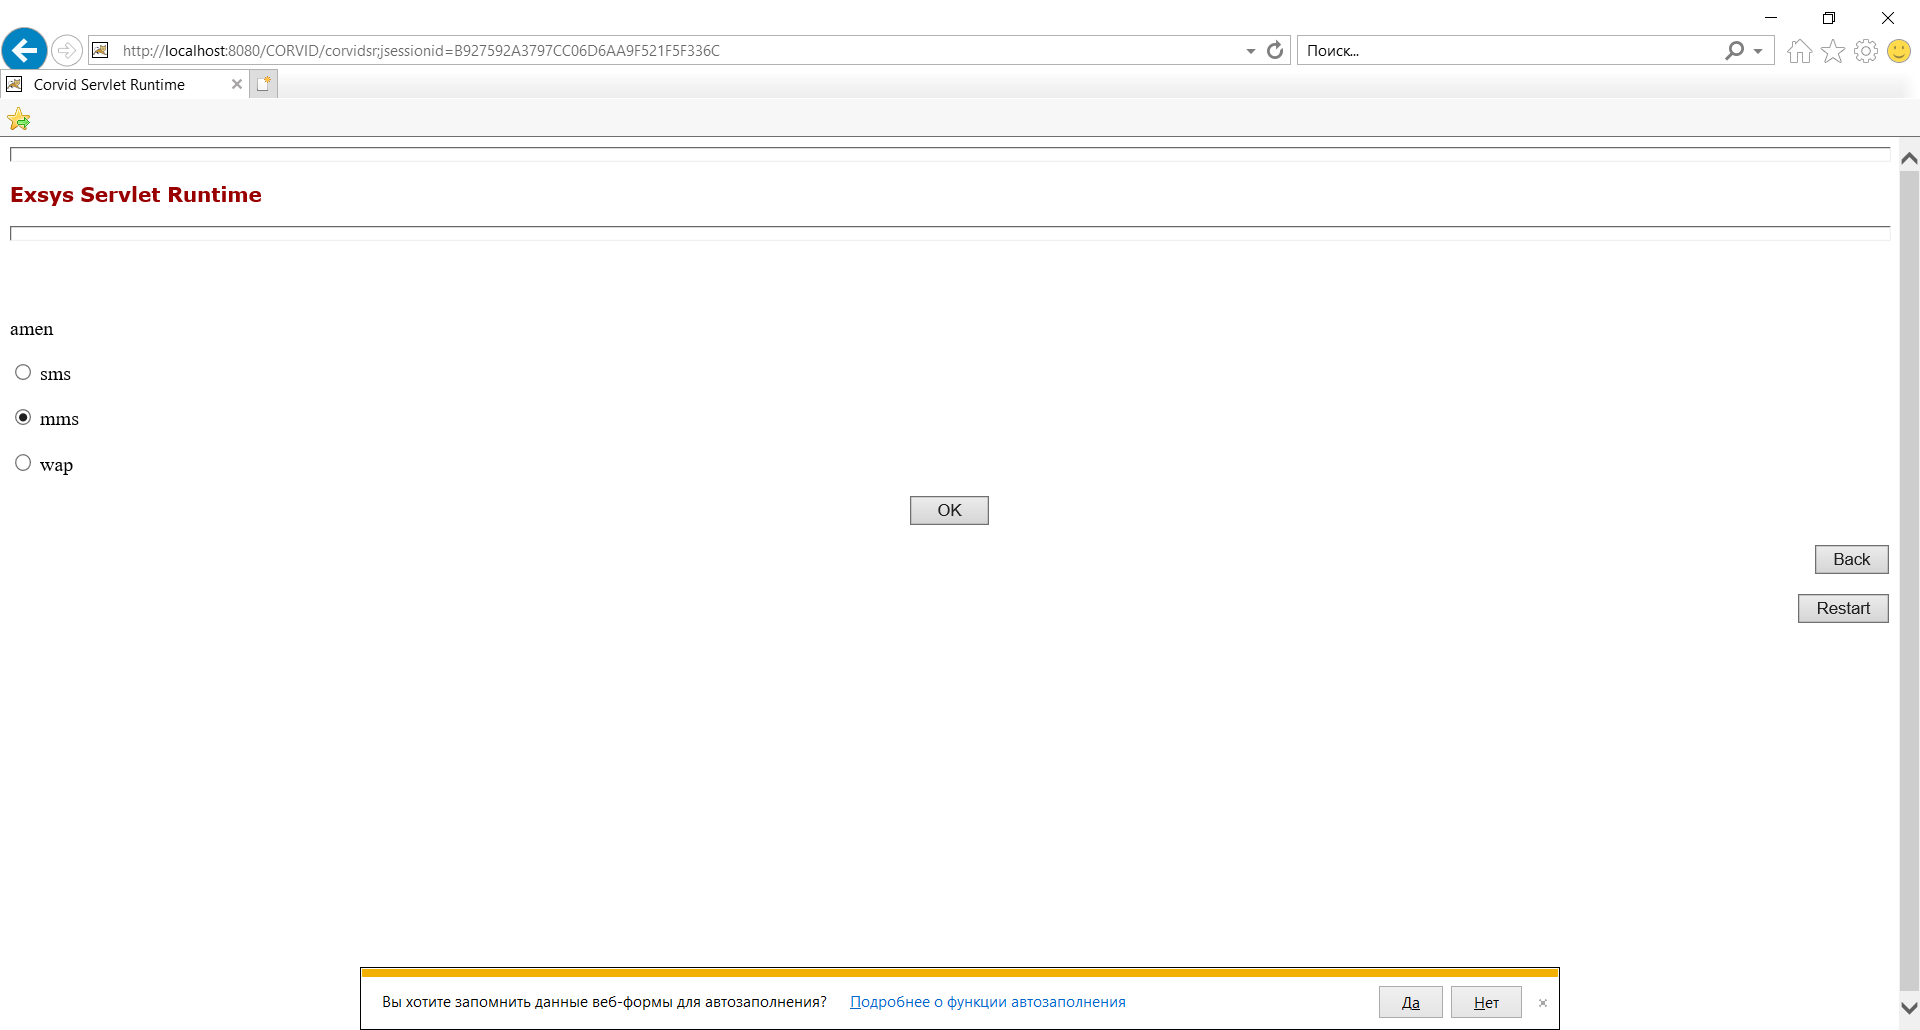 http://localhost:8080/CORVID/corvidsr;jsessionid=B927592A3797CC06D6AA9F521F5F336C
Поиск...
Corvid Servlet Runtime
Exsys Servlet Runtime
amen
sms
mms
wap
OK
Back
Restart
Вы хотите запомнить данные веб-формы для автозаполнения? Подробнее о функции автозаполнения Да Нет